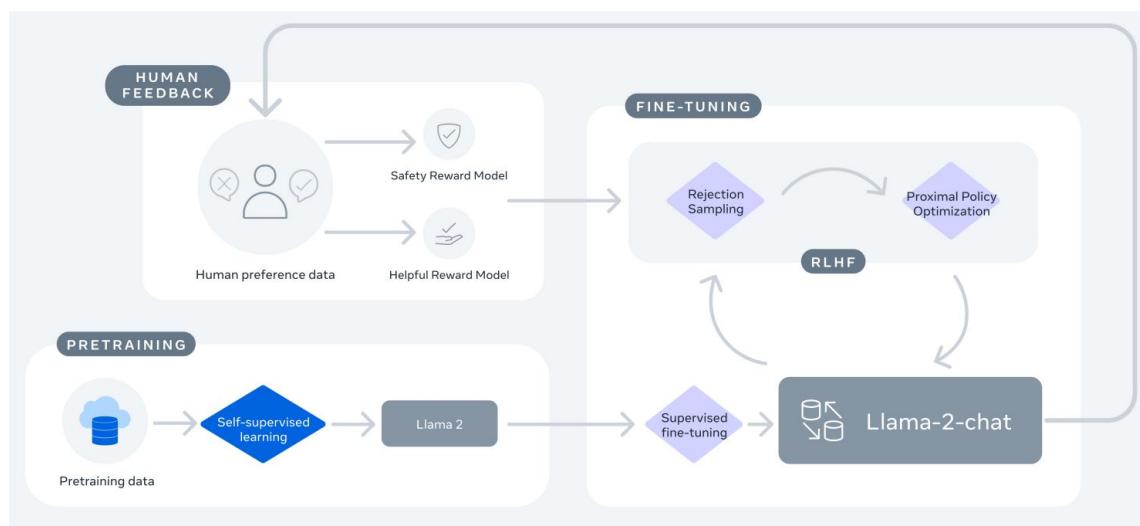 HUMAN
FEEDBACK
Safety Reward Model
Human preference data
Helpful Reward Model
FINE-TUNING
Rejection
Sampling
Proximal Policy
Optimization
RLHF
PRETRAINING
Pretraining data
Self-supervised
learning
Llama 2
Supervised
fine-tuning
Llama-2-chat